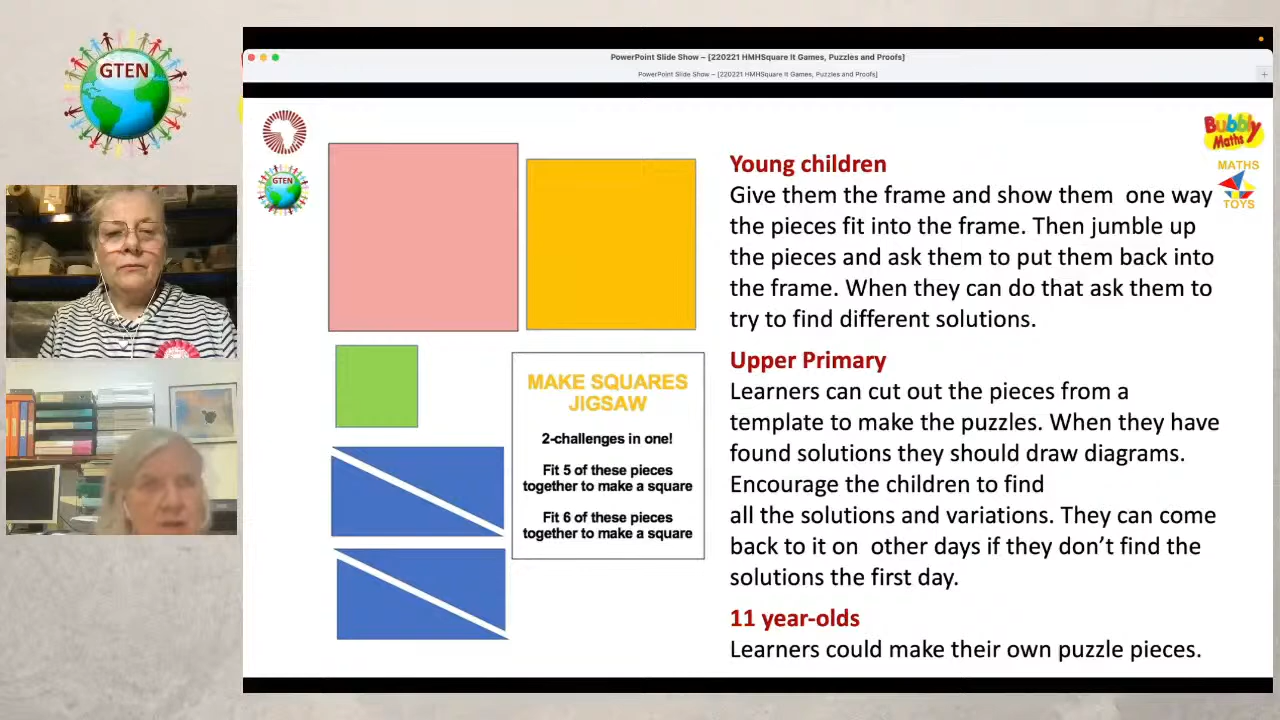 GTEN
PowerPoint Slide Show – [220221 HMHSquare It Games, Puzzles and Proofs]
PowerPoint Slide Show – [220221 HMHSquare It Games, Puzzles and Proofs]
GTEN
Bubbly
Maths
MATHS
TOYS
MAKE SQUARES
JIGSAW
2-challenges in one!
Fit 5 of these pieces
together to make a square
Fit 6 of these pieces
together to make a square
Young children
Give them the frame and show them  one way
the pieces fit into the frame. Then jumble up
the pieces and ask them to put them back into
the frame. When they can do that ask them to
try to find different solutions.
Upper Primary
Learners can cut out the pieces from a
template to make the puzzles. When they have
found solutions they should draw diagrams.
Encourage the children to find
all the solutions and variations. They can come
back to it on  other days if they don’t find the
solutions the first day.
11 year-olds
Learners could make their own puzzle pieces.